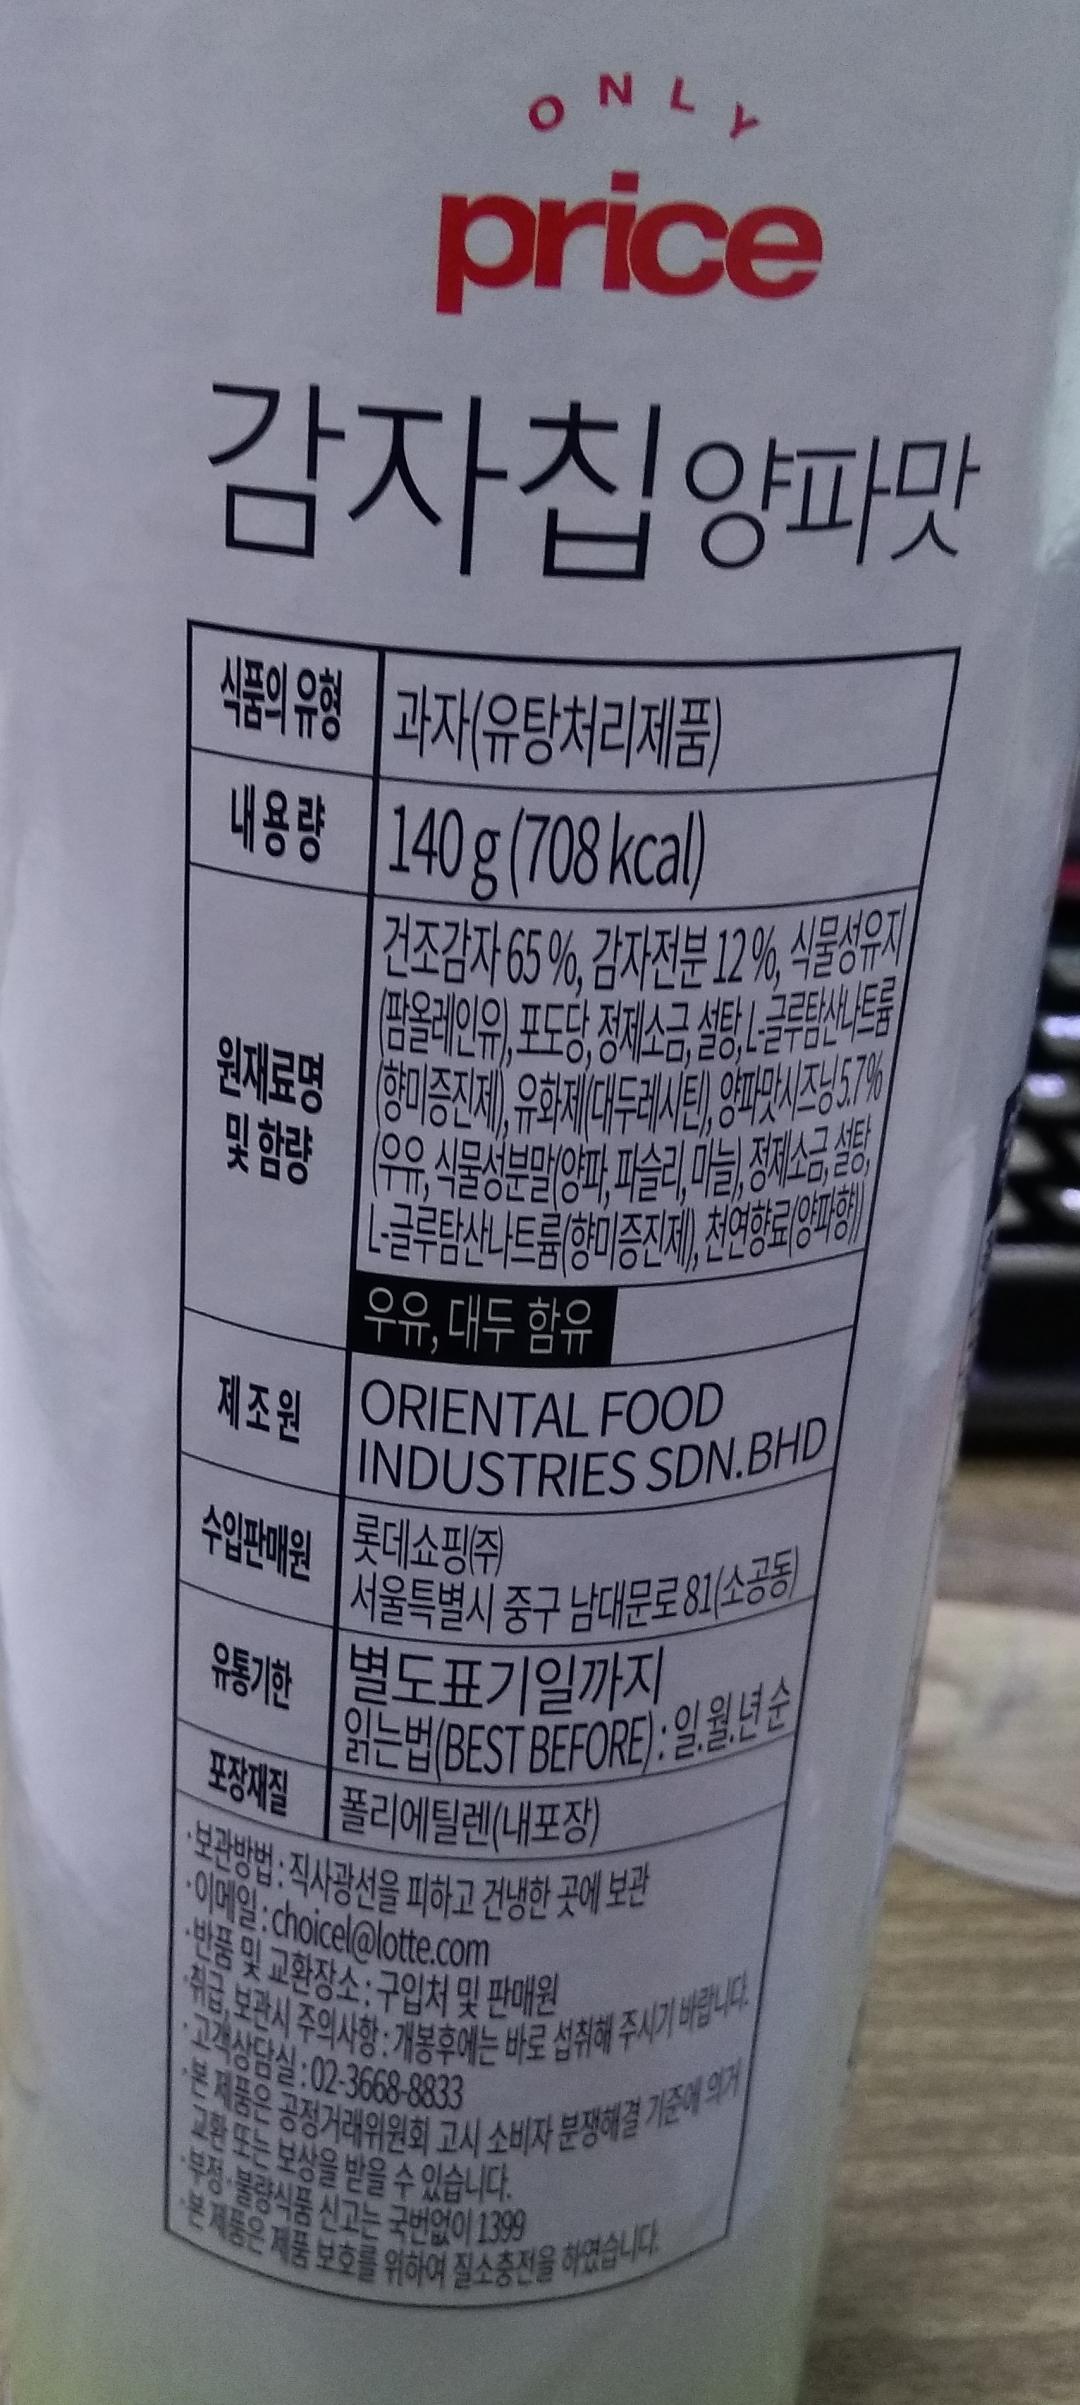 ONLY
price
감자칩 양파맛
식품의 유형
과자(유탕처리제품)
내용량
140 g (708 kcal)
원재료명
및 함량
건조감자 65 %, 감자전분 12 %, 식물성유지
(팜올레인유), 포도당, 정제소금, 설탕, L-글루탐산나트륨
(향미증진제), 유화제(대두레시틴), 양파맛시즈닝 5.7%
(우유, 식물성분말(양파, 파슬리, 마늘), 정제소금, 설탕,
L-글루탐산나트륨(향미증진제), 천연향료(양파향))
우유, 대두 함유
제조원
ORIENTAL FOOD
INDUSTRIES SDN.BHD
수입판매원
롯데쇼핑(주)
서울특별시 중구 남대문로 81(소공동)
유통기한
별도표기일까지
읽는법(BEST BEFORE) : 일.월.년 순
포장재질
폴리에틸렌(내포장)
·보관방법 : 직사광선을 피하고 건냉한 곳에 보관
·이메일 : choicel@lotte.com
·반품 및 교환장소 : 구입처 및 판매원
·취급,보관시 주의사항 : 개봉후에는 바로 섭취해 주시기 바랍니다.
·고객상담실 : 02-3668-8833
·본 제품은 공정거래위원회 고시 소비자 분쟁해결 기준에 의거
교환 또는 보상을 받을 수 있습니다.
·부정·불량식품 신고는 국번없이 1399
·본 제품은 제품 보호를 위하여 질소충전을 하였습니다.